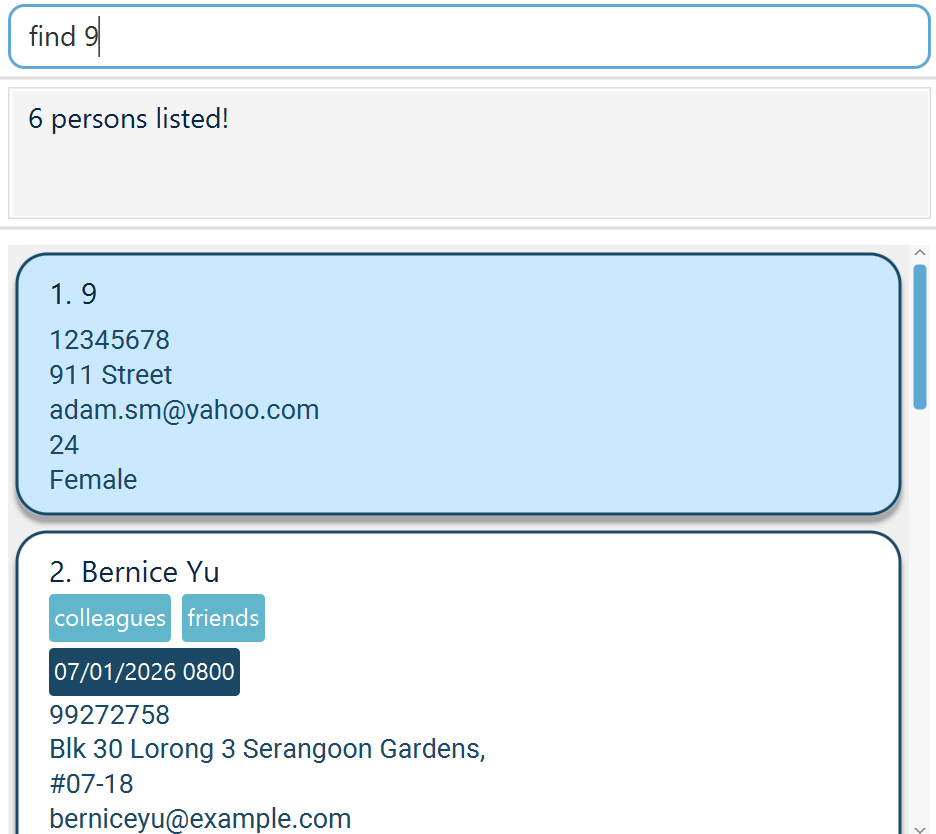 find 9
6 persons listed!
1. 9
12345678
911 Street
adam.sm@yahoo.com
24
Female
2. Bernice Yu
colleagues friends
07/01/2026 0800
99272758
Blk 30 Lorong 3 Serangoon Gardens,
#07-18
berniceyu@example.com